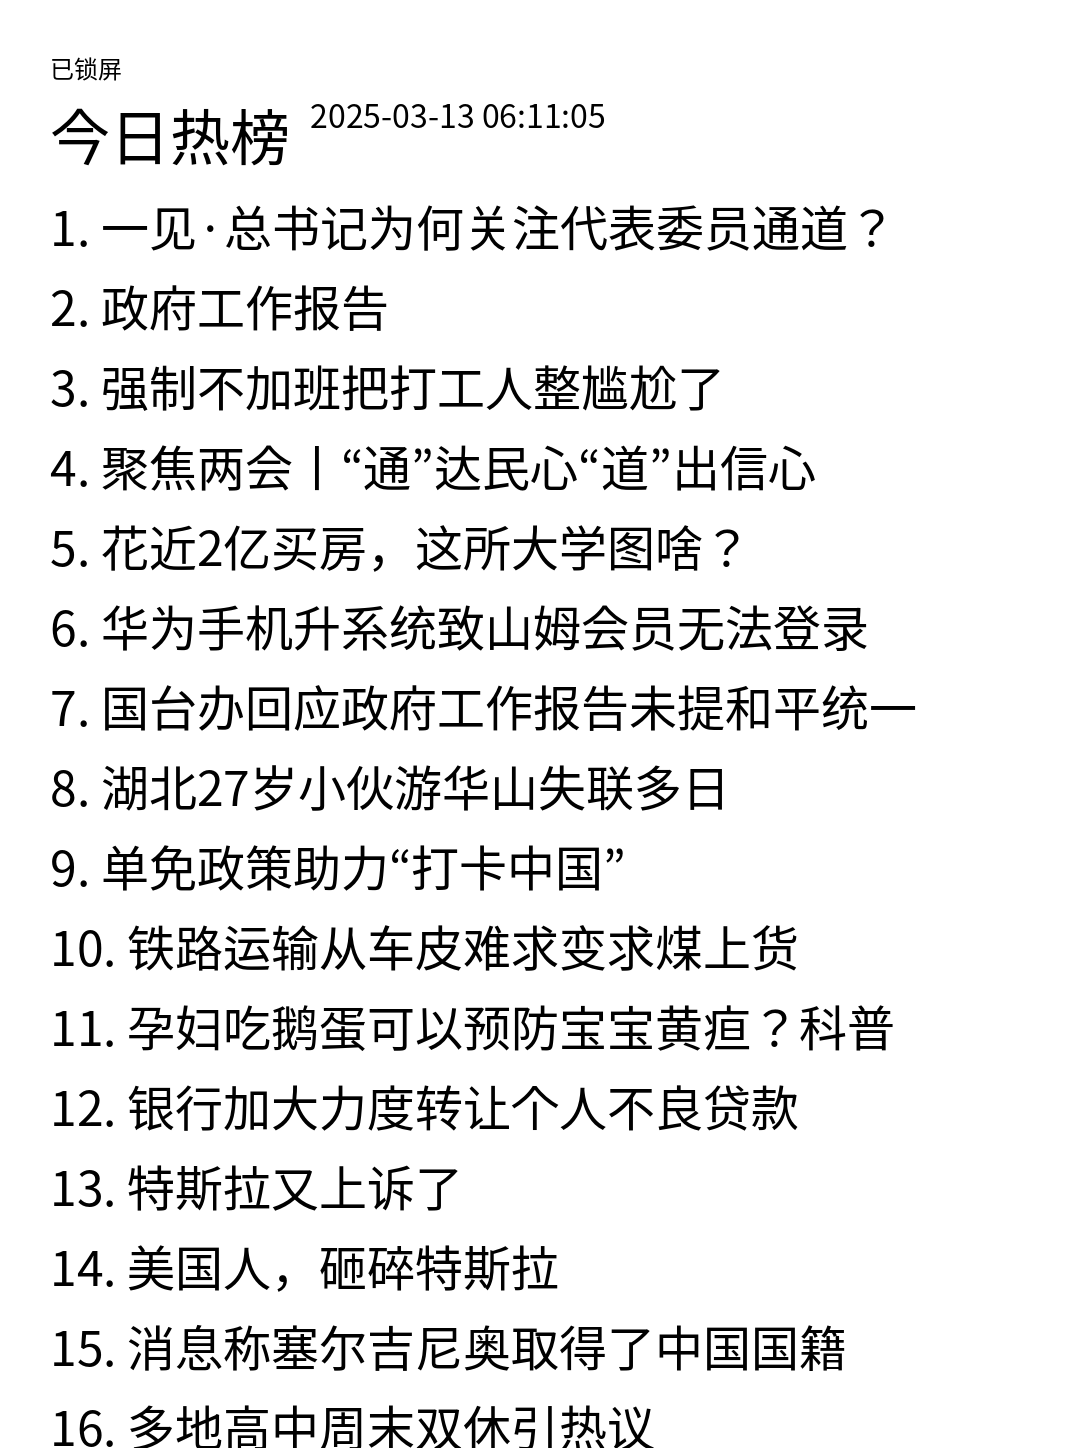 已锁屏
今日热榜 2025-03-13 06:11:05
1. 一见·总书记为何关注代表委员通道？
2. 政府工作报告
3. 强制不加班把打工人整尴尬了
4. 聚焦两会丨“通”达民心“道”出信心
5. 花近2亿买房，这所大学图啥？
6. 华为手机升系统致山姆会员无法登录
7. 国台办回应政府工作报告未提和平统一
8. 湖北27岁小伙游华山失联多日
9. 单免政策助力“打卡中国”
10. 铁路运输从车皮难求变求煤上货
11. 孕妇吃鹅蛋可以预防宝宝黄疸？科普
12. 银行加大力度转让个人不良贷款
13. 特斯拉又上诉了
14. 美国人，砸碎特斯拉
15. 消息称塞尔吉尼奥取得了中国国籍
16. 多地高中周末双休引热议